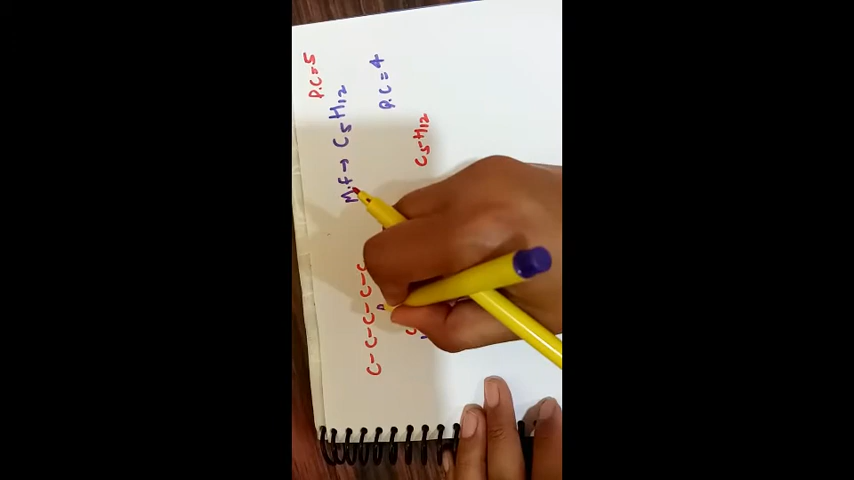 P.C = 5
M.F → C₅H₁₂
C-C-C-C-C
P.C = 4
C₅H₁₂